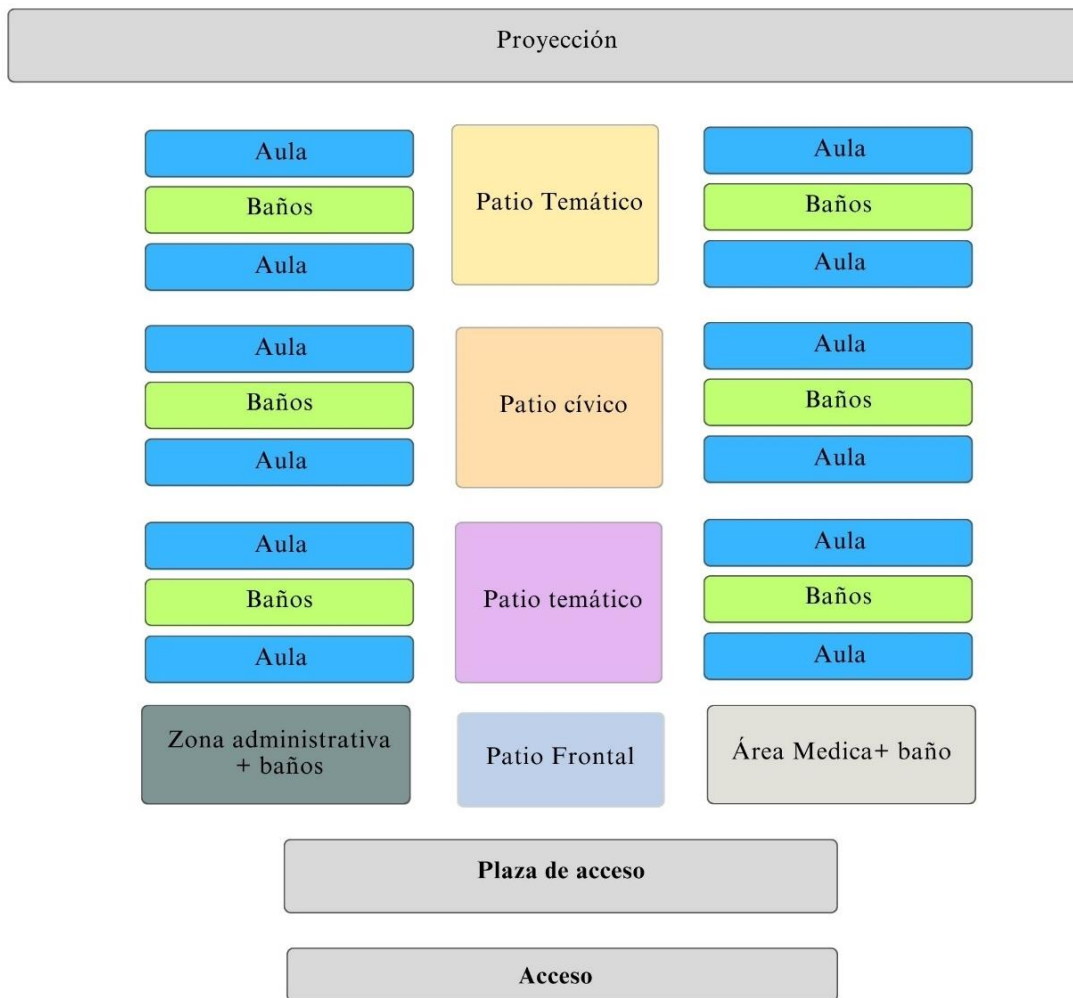 Proyección
Aula
Patio Temático
Aula
Baños
Baños
Aula
Aula
Aula
Patio cívico
Aula
Baños
Baños
Aula
Aula
Aula
Patio temático
Aula
Baños
Baños
Aula
Aula
Zona administrativa
+ baños
Patio Frontal
Área Medica+ baño
Plaza de acceso
Acceso